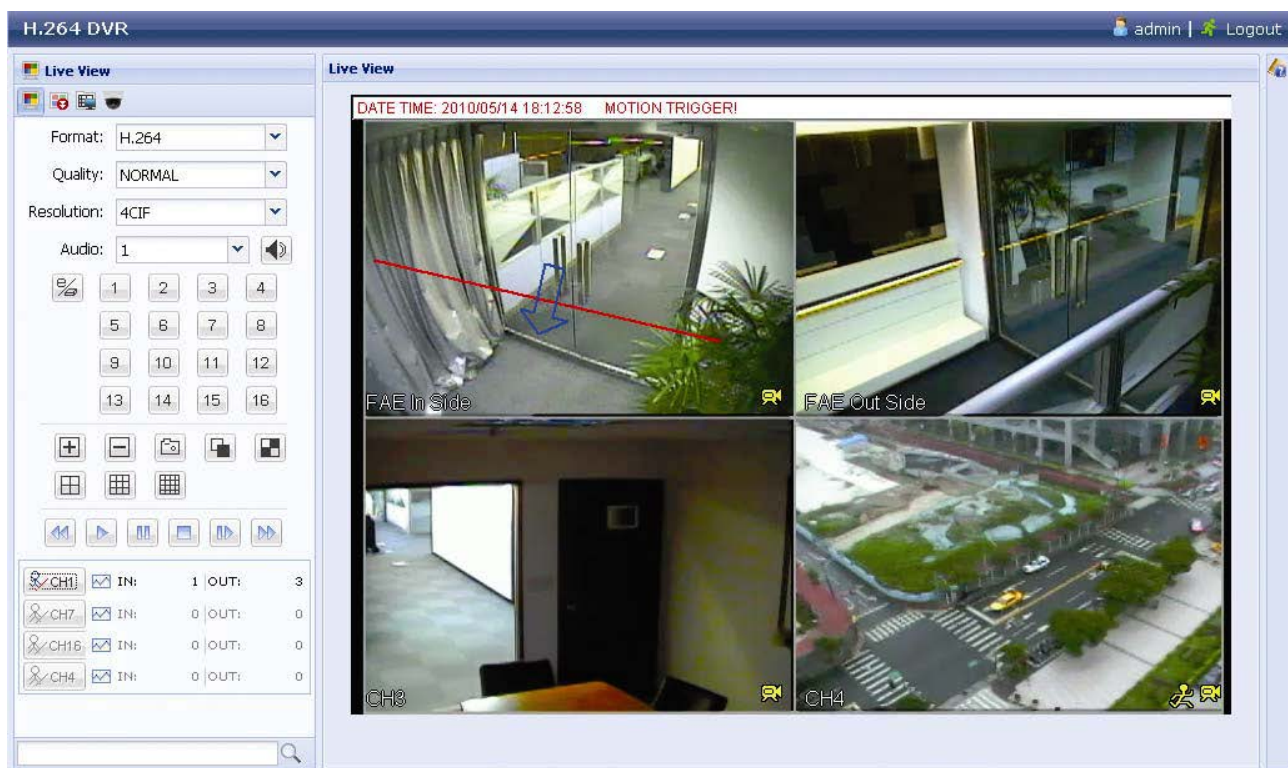 H.264 DVR
admin | Logout
Live View
Format: H.264
Quality: NORMAL
Resolution: 4CIF
Audio: 1
1 2 3 4
5 6 7 8
9 10 11 12
13 14 15 16
CH1 IN: 1 OUT: 3
CH7 IN: 0 OUT: 0
CH16 IN: 0 OUT: 0
CH4 IN: 0 OUT: 0
Live View
DATE TIME: 2010/05/14 18:12:58 MOTION TRIGGER!
FAE In Side
FAE Out Side
CH3
CH4